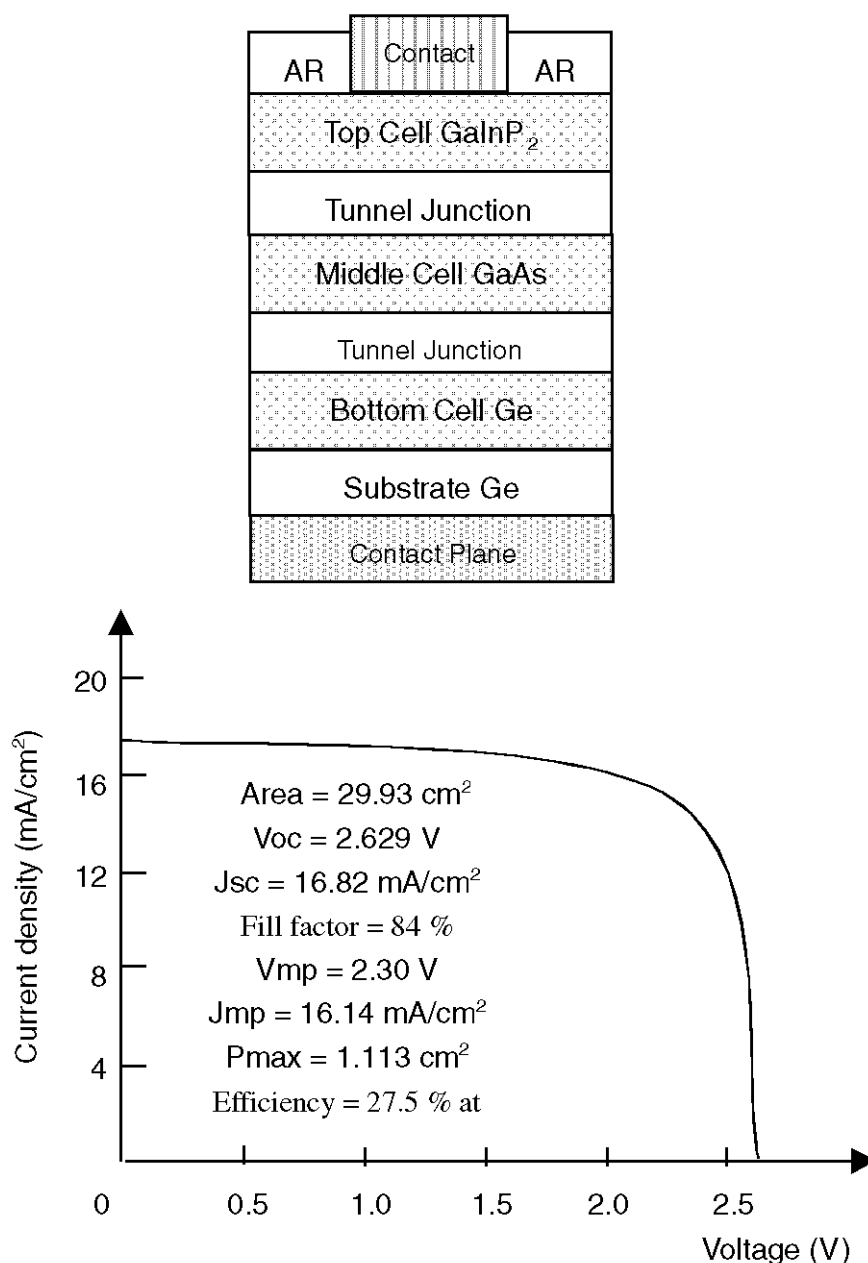 Contact
AR
AR
Top Cell GaInP₂
Tunnel Junction
Middle Cell GaAs
Tunnel Junction
Bottom Cell Ge
Substrate Ge
Contact Plane
Current density (mA/cm²)
20
16
12
8
4
Area = 29.93 cm²
Voc = 2.629 V
Jsc = 16.82 mA/cm²
Fill factor = 84 %
Vmp = 2.30 V
Jmp = 16.14 mA/cm²
Pmax = 1.113 cm²
Efficiency = 27.5 % at
0 0.5 1.0 1.5 2.0 2.5
Voltage (V)